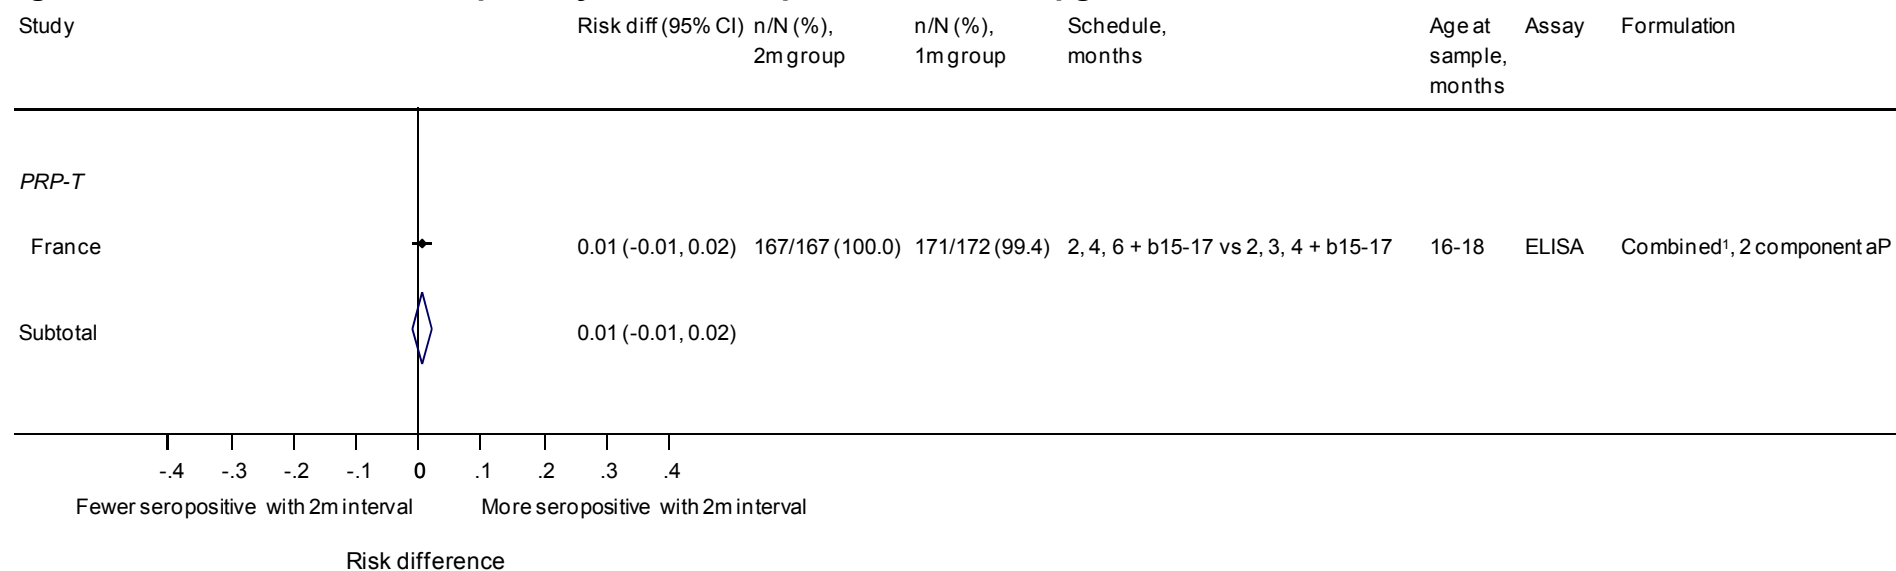 Study Risk diff (95% CI) n/N (%), n/N (%), Schedule, Age at Assay Formulation
2m group 1m group months sample,
months
PRP-T
France 0.01 (-0.01, 0.02) 167/167 (100.0) 171/172 (99.4) 2, 4, 6 + b15-17 vs 2, 3, 4 + b15-17 16-18 ELISA Combined¹, 2 component aP
Subtotal 0.01 (-0.01, 0.02)
-.4 -.3 -.2 -.1 0 .1 .2 .3 .4
Fewer seropositive with 2m interval More seropositive with 2m interval
Risk difference